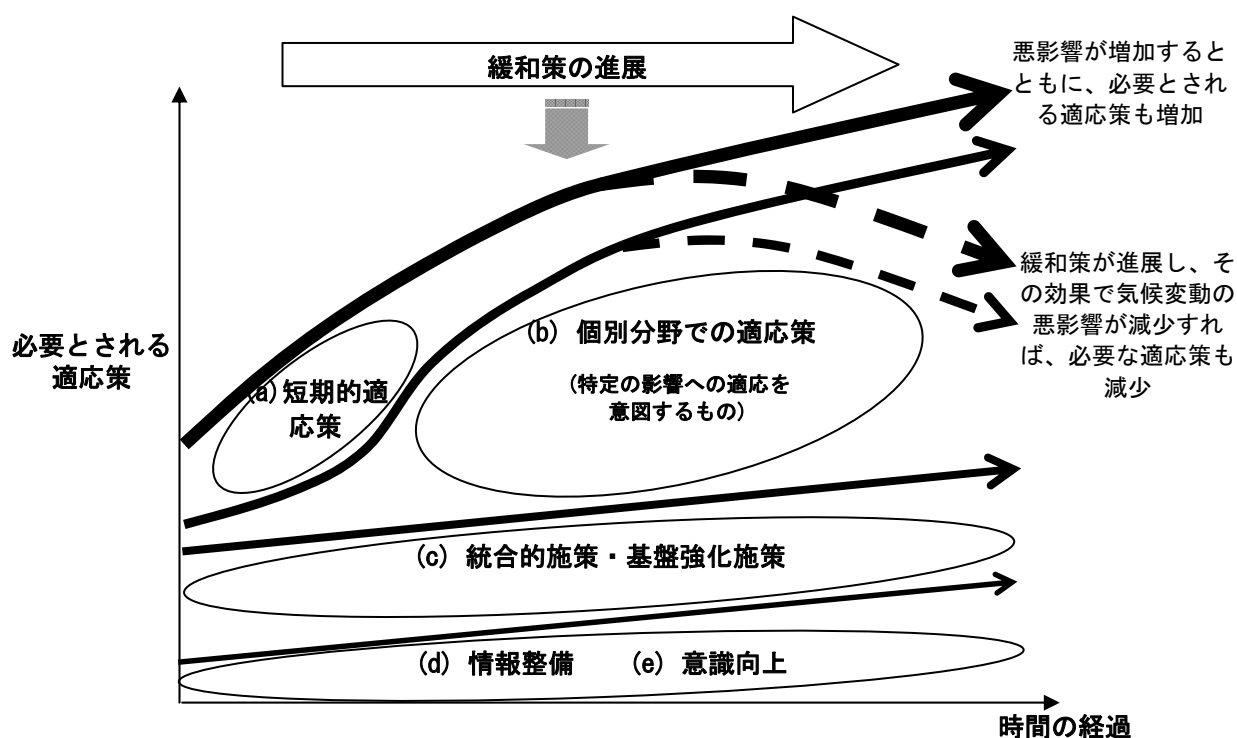 緩和策の進展
悪影響が増加すると
ともに、必要とされ
る適応策も増加
緩和策が進展し、そ
の効果で気候変動の
悪影響が減少すれ
ば、必要な適応策も
減少
必要とされる
適応策
(a)短期的適
応策
(b) 個別分野での適応策
(特定の影響への適応を
意図するもの)
(c) 統合的施策・基盤強化施策
(d) 情報整備 (e) 意識向上
時間の経過